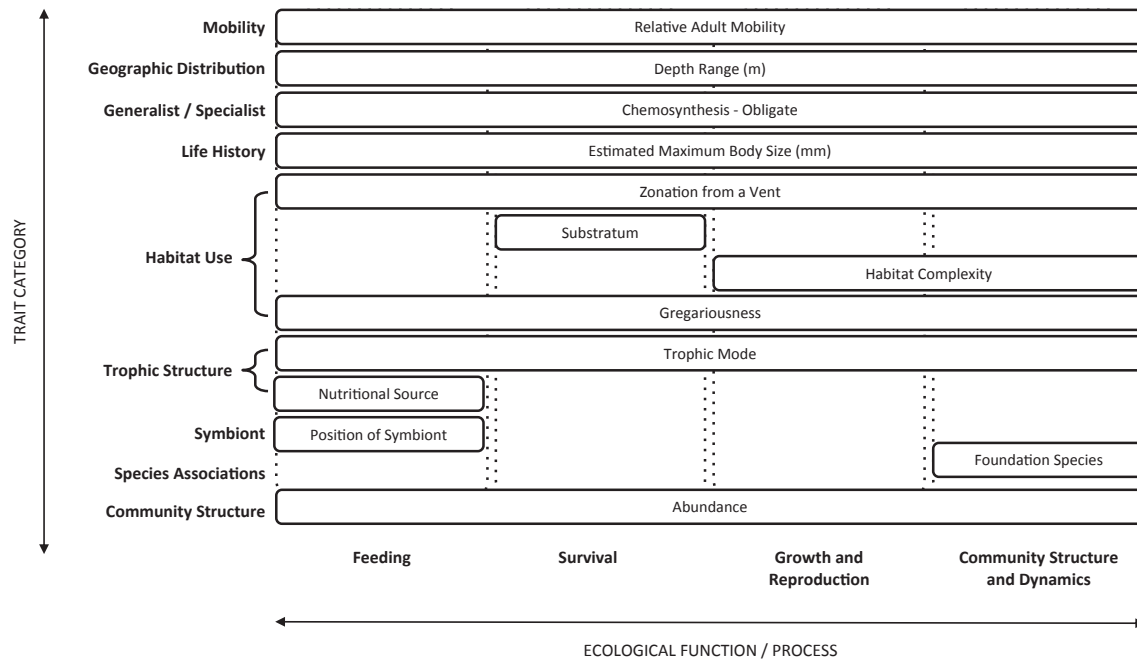 Mobility
Relative Adult Mobility
Geographic Distribution
Depth Range (m)
Generalist / Specialist
Chemosynthesis - Obligate
Life History
Estimated Maximum Body Size (mm)
Zonation from a Vent
Substratum
Habitat Use
Habitat Complexity
Gregariousness
Trophic Mode
Trophic Structure
Nutritional Source
Symbiont
Position of Symbiont
Species Associations
Foundation Species
Community Structure
Abundance
TRAIT CATEGORY
Feeding
Survival
Growth and
Reproduction
Community Structure
and Dynamics
ECOLOGICAL FUNCTION / PROCESS